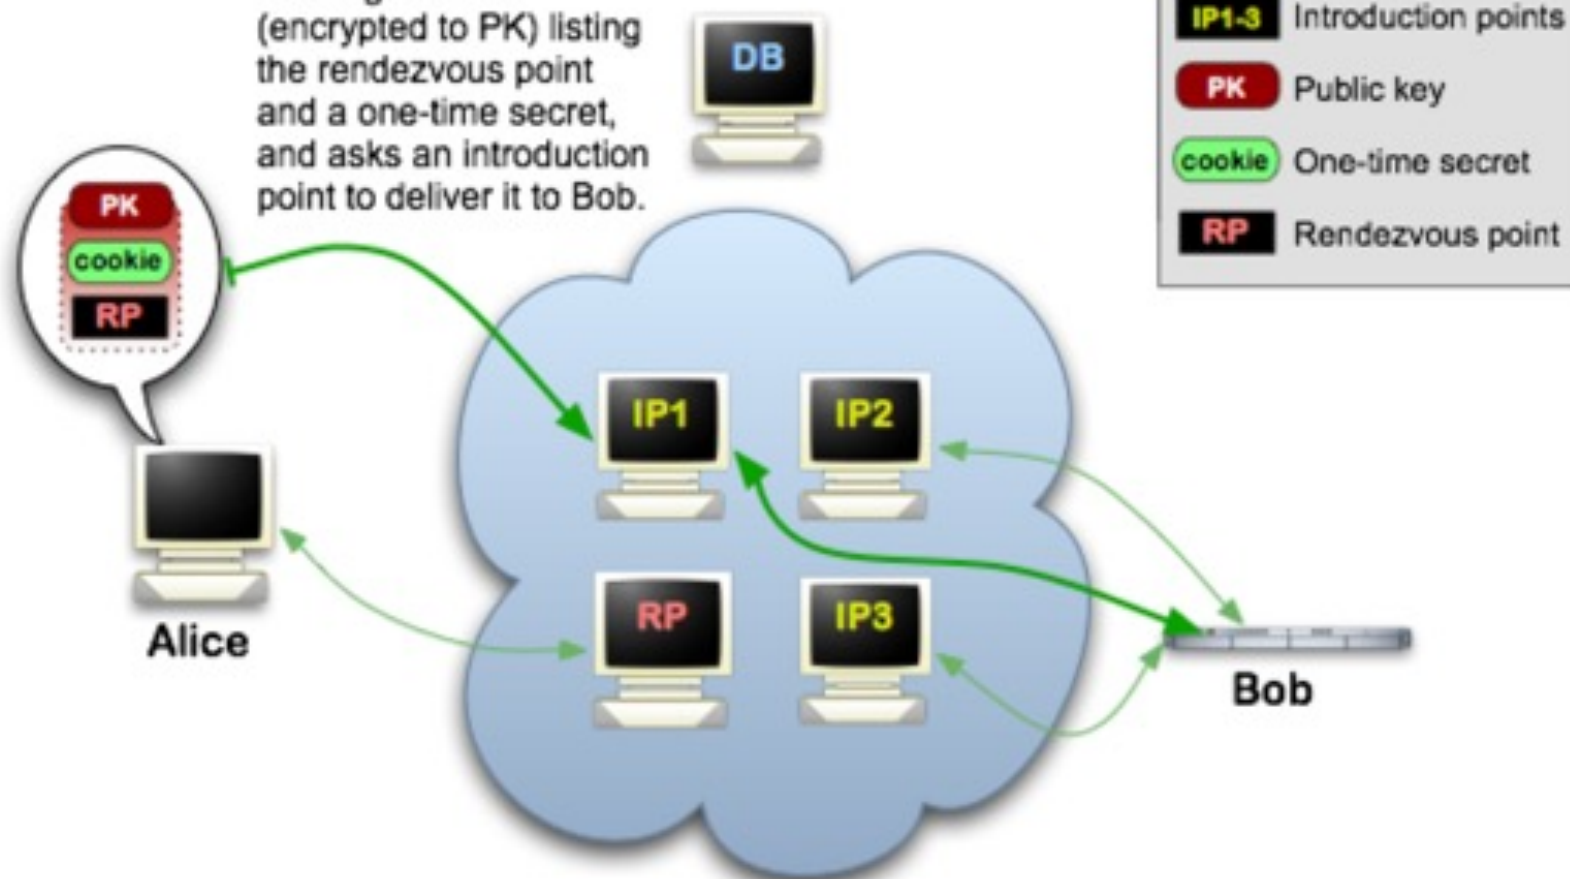 (encrypted to PK) listing
the rendezvous point
and a one-time secret,
and asks an introduction
point to deliver it to Bob.
DB
IP1-3 Introduction points
PK Public key
cookie One-time secret
RP Rendezvous point
PK
cookie
RP
IP1
IP2
RP
IP3
Alice
Bob